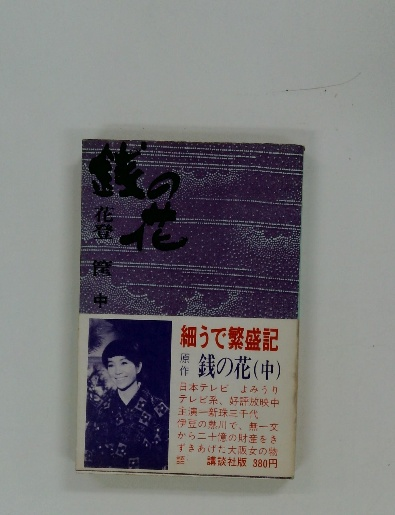 銭の花
花登 筐
中
細うで繁盛記
原作 銭の花(中)
日本テレビ よみうり
テレビ系、好評放映中
主演―新珠三千代
伊豆の熱川で、無一文
から二十億の財産をき
ずきあげた大阪女の物
語 講談社版 380円